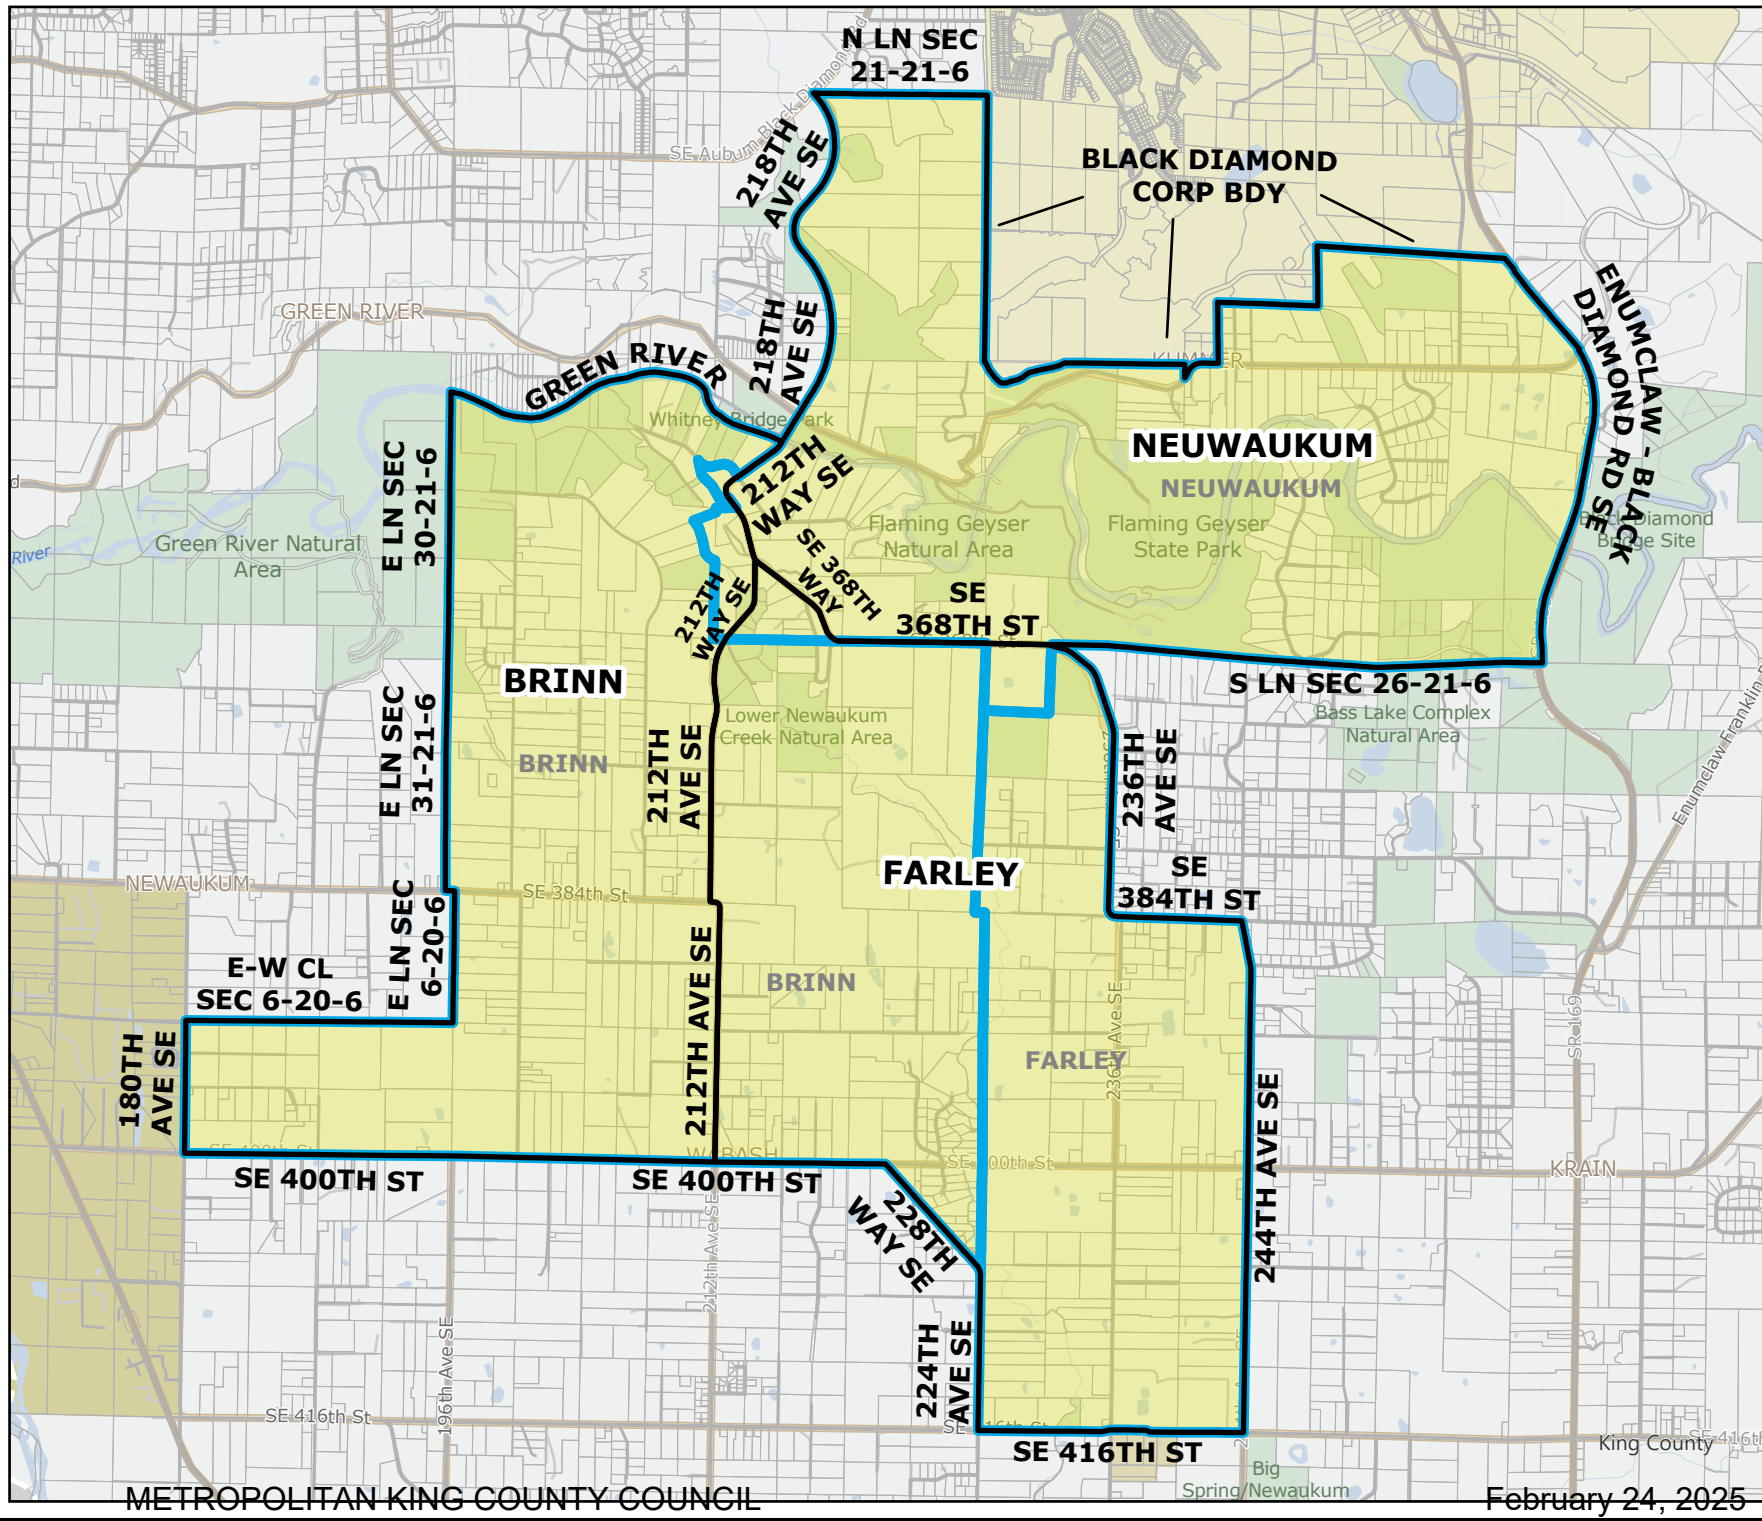 N LN SEC
21-21-6
SE Auburn Black Diamond Rd
218TH
AVE SE
BLACK DIAMOND
CORP BDY
ENUMCLAW - BLACK
DIAMOND RD SE
GREEN RIVER
218TH
AVE SE
GREEN RIVER
KUMMER
Whitney Bridge Park
NEUWAUKUM
NEUWAUKUM
212TH
WAY SE
E LN SEC
30-21-6
Green River Natural
Area
River
Flaming Geyser
Natural Area
Flaming Geyser
State Park
Black Diamond
Bridge Site
SE 368TH
WAY
212TH
WAY SE
SE
368TH ST
BRINN
S LN SEC 26-21-6
Bass Lake Complex
Natural Area
Lower Newaukum
Creek Natural Area
E LN SEC
31-21-6
212TH
AVE SE
BRINN
236TH
AVE SE
Enumclaw Franklin
FARLEY
SE
384TH ST
NEWAUKUM
SE 384th St
E LN SEC
6-20-6
E-W CL
SEC 6-20-6
212TH AVE SE
BRINN
236th Ave SE
SR 169
FARLEY
180TH
AVE SE
244TH AVE SE
SE 400th St
WABASH
SE 400th St
KRAIN
SE 400TH ST
SE 400TH ST
228TH
WAY SE
212th Ave SE
196th Ave SE
224TH
AVE SE
SE 416th St
SE 416th St
SE 416TH ST
King County
SE 416th
Big
Spring/Newaukum
METROPOLITAN KING COUNTY COUNCIL
February 24, 2025